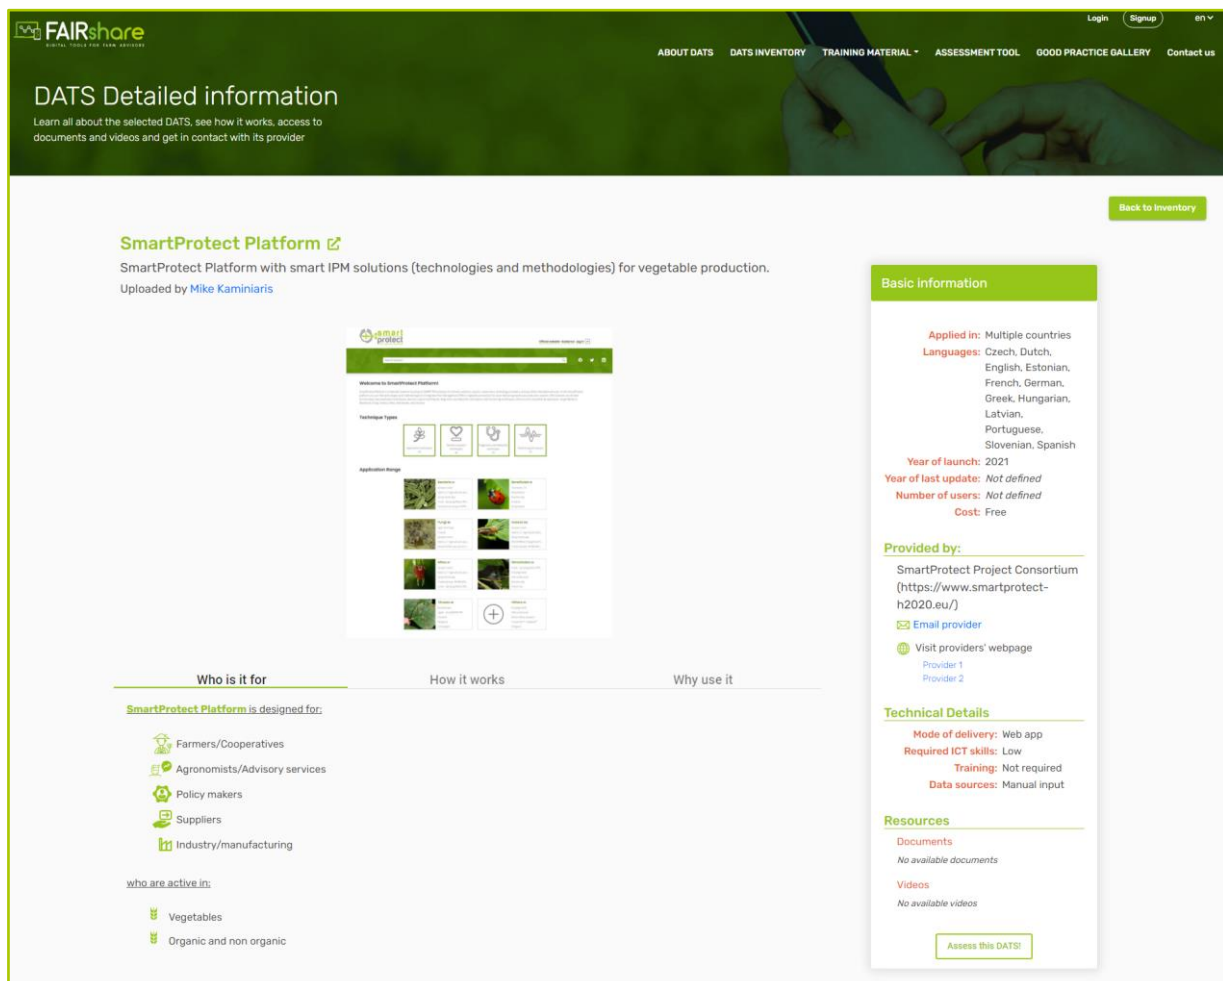 Login Signup en
FAIRshare
DIGITAL TOOLS FOR FARM ADVISORS
ABOUT DATS DATS INVENTORY TRAINING MATERIAL ASSESSMENT TOOL GOOD PRACTICE GALLERY Contact us
DATS Detailed information
Learn all about the selected DATS, see how it works, access to
documents and videos and get in contact with its provider
Back to Inventory
SmartProtect Platform
SmartProtect Platform with smart IPM solutions (technologies and methodologies) for vegetable production.
Uploaded by Mike Kaminiaris
smart
protect
Welcome to SmartProtect Platform!
Technique Types
Application Range
Who is it for How it works Why use it
SmartProtect Platform is designed for:
Farmers/Cooperatives
Agronomists/Advisory services
Policy makers
Suppliers
Industry/manufacturing
who are active in:
Vegetables
Organic and non organic
Basic information
Applied in: Multiple countries
Languages: Czech, Dutch,
English, Estonian,
French, German,
Greek, Hungarian,
Latvian,
Portuguese,
Slovenian, Spanish
Year of launch: 2021
Year of last update: Not defined
Number of users: Not defined
Cost: Free
Provided by:
SmartProtect Project Consortium
(https://www.smartprotect-
h2020.eu/)
Email provider
Visit providers' webpage
Provider 1
Provider 2
Technical Details
Mode of delivery: Web app
Required ICT skills: Low
Training: Not required
Data sources: Manual input
Resources
Documents
No available documents
Videos
No available videos
Assess this DATS!